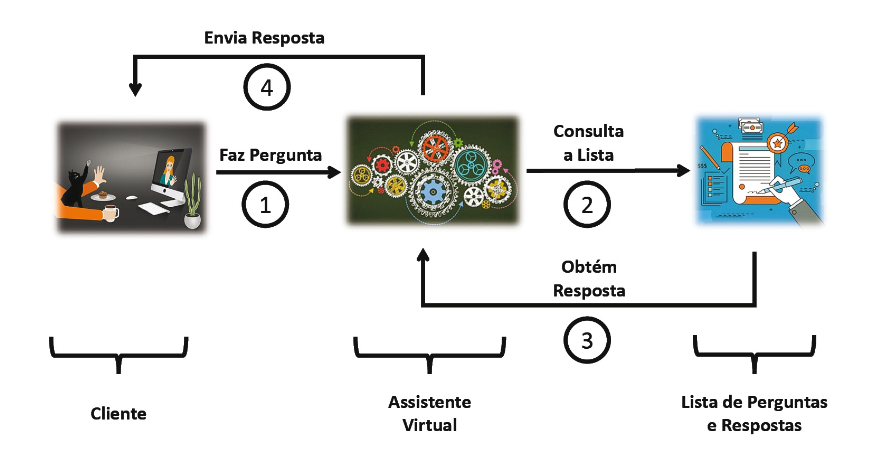 Envia Resposta
4
Faz Pergunta
1
Consulta
a Lista
2
Obtém
Resposta
3
Cliente
Assistente
Virtual
Lista de Perguntas
e Respostas